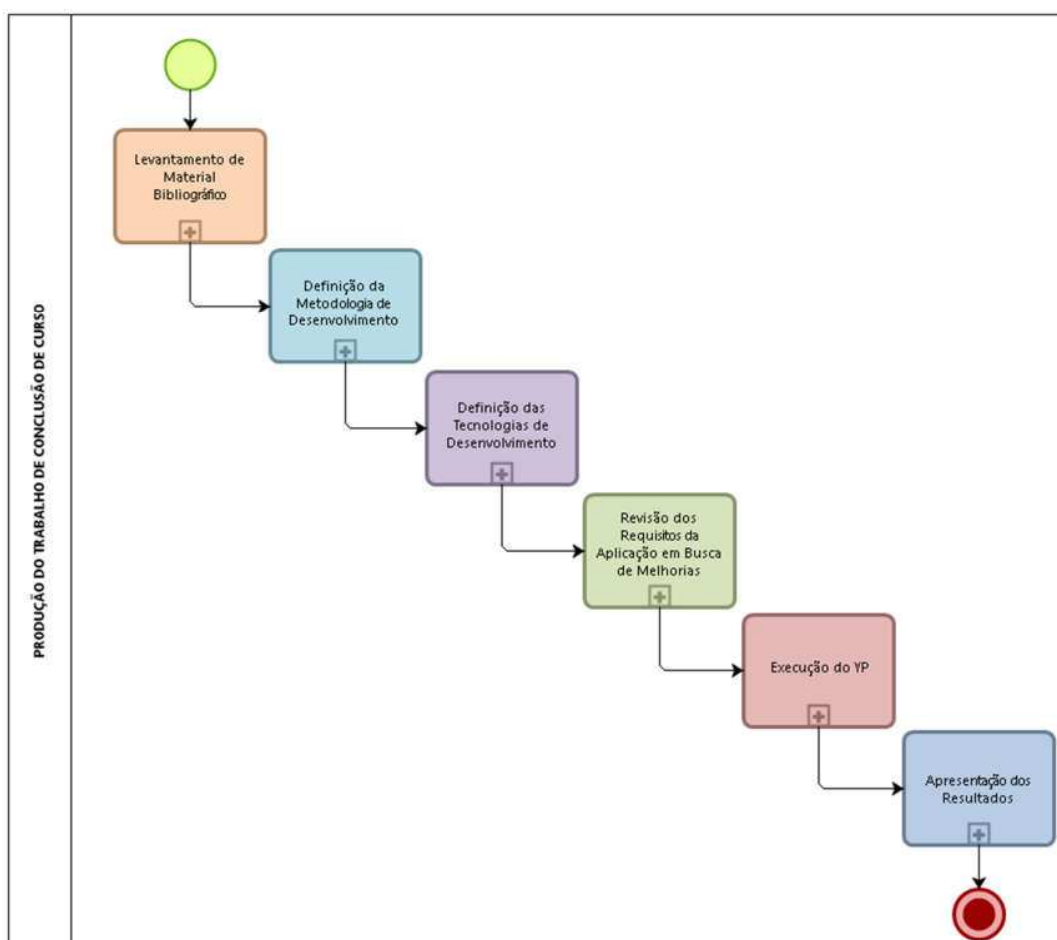 PRODUÇÃO DO TRABALHO DE CONCLUSÃO DE CURSO
Levantamento de
Material
Bibliográfico
Definição da
Metodologia de
Desenvolvimento
Definição das
Tecnologias de
Desenvolvimento
Revisão dos
Requisitos da
Aplicação em Busca
de Melhorias
Execução do YP
Apresentação dos
Resultados